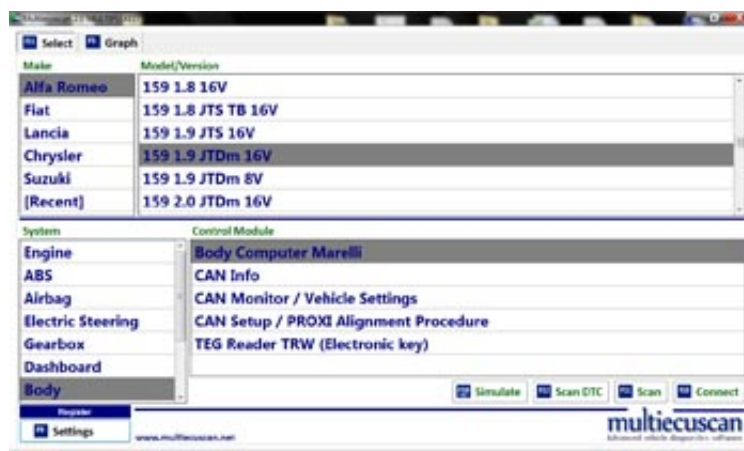 Select Graph
Make Model/Version
Alfa Romeo 159 1.8 16V
Fiat 159 1.8 JTS TB 16V
Lancia 159 1.9 JTS 16V
Chrysler 159 1.9 JTDm 16V
Suzuki 159 1.9 JTDm 8V
[Recent] 159 2.0 JTDm 16V
System Control Module
Engine Body Computer Marelli
ABS CAN Info
Airbag CAN Monitor / Vehicle Settings
Electric Steering CAN Setup / PROXI Alignment Procedure
Gearbox TEG Reader TRW (Electronic key)
Dashboard
Body Simulate Scan DTC Scan Connect
Register
Settings www.multiecuscan.net multiecuscan
Advanced vehicle diagnostics software